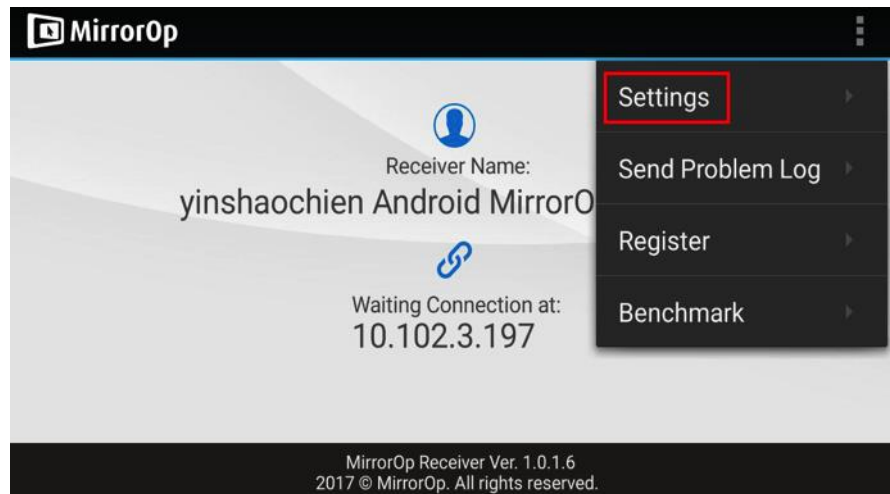 MirrorOp
Settings
Send Problem Log
Register
Benchmark
Receiver Name:
yinshaochien Android MirrorO
Waiting Connection at:
10.102.3.197
MirrorOp Receiver Ver. 1.0.1.6
2017 © MirrorOp. All rights reserved.